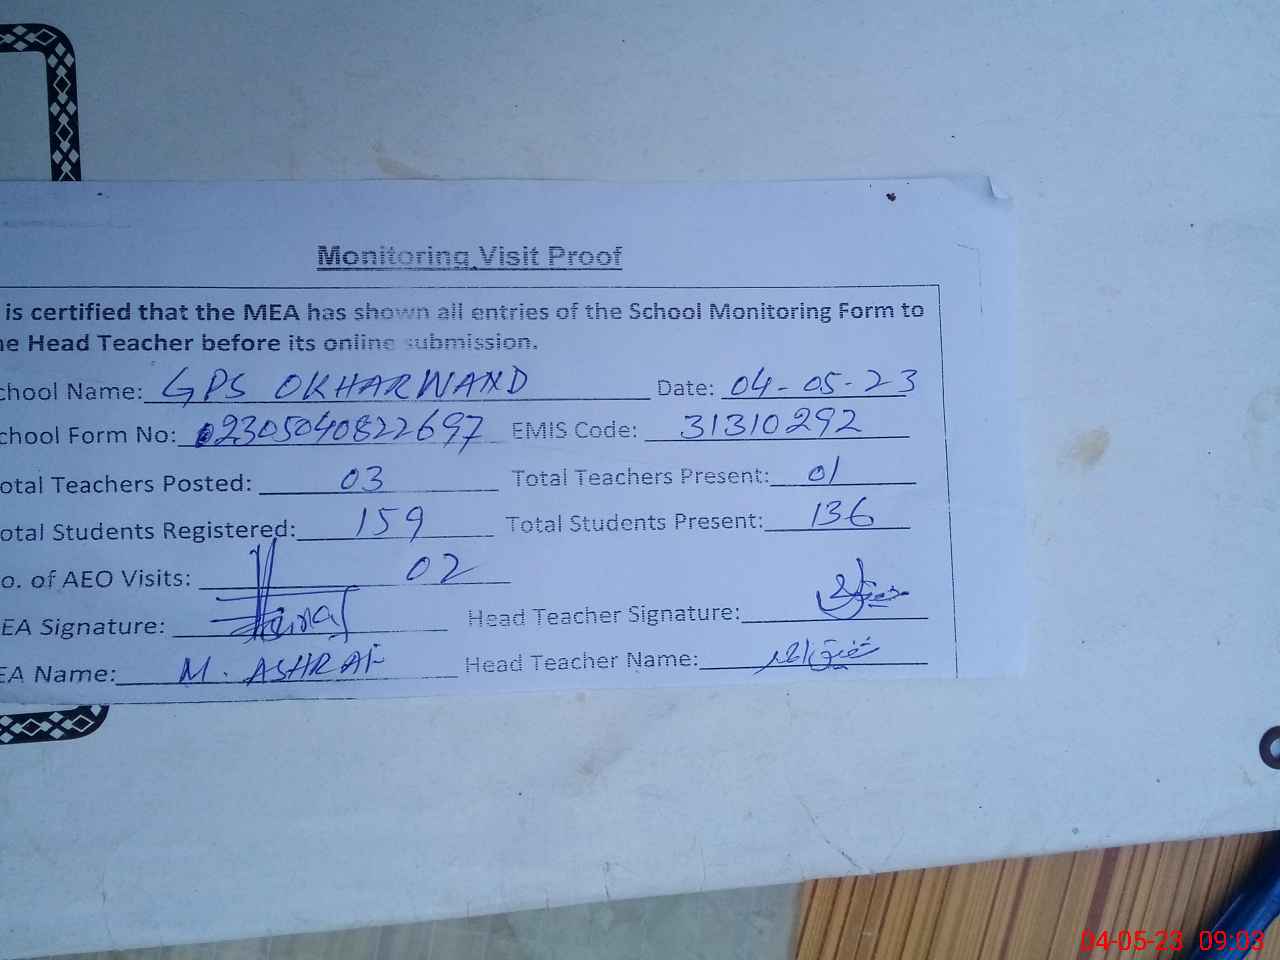 Monitoring Visit Proof
is certified that the MEA has shown all entries of the School Monitoring Form to
he Head Teacher before its online submission.
chool Name: GPS OKHARWAND Date: 04-05-23
chool Form No: 02305040822697 EMIS Code: 31310292
otal Teachers Posted: 03 Total Teachers Present: 01
otal Students Registered: 159 Total Students Present: 136
o. of AEO Visits: 02
EA Signature: Head Teacher Signature:
EA Name: M. ASHRAF Head Teacher Name:
04-05-23 09:03